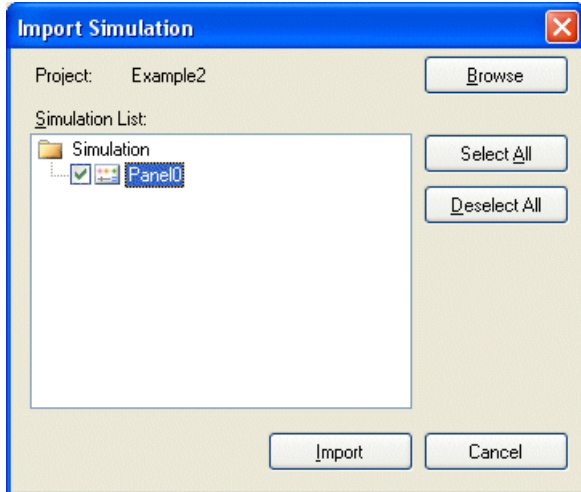 Import Simulation
Project: Example2
Browse
Simulation List:
Simulation
Panel0
Select All
Deselect All
Import Cancel